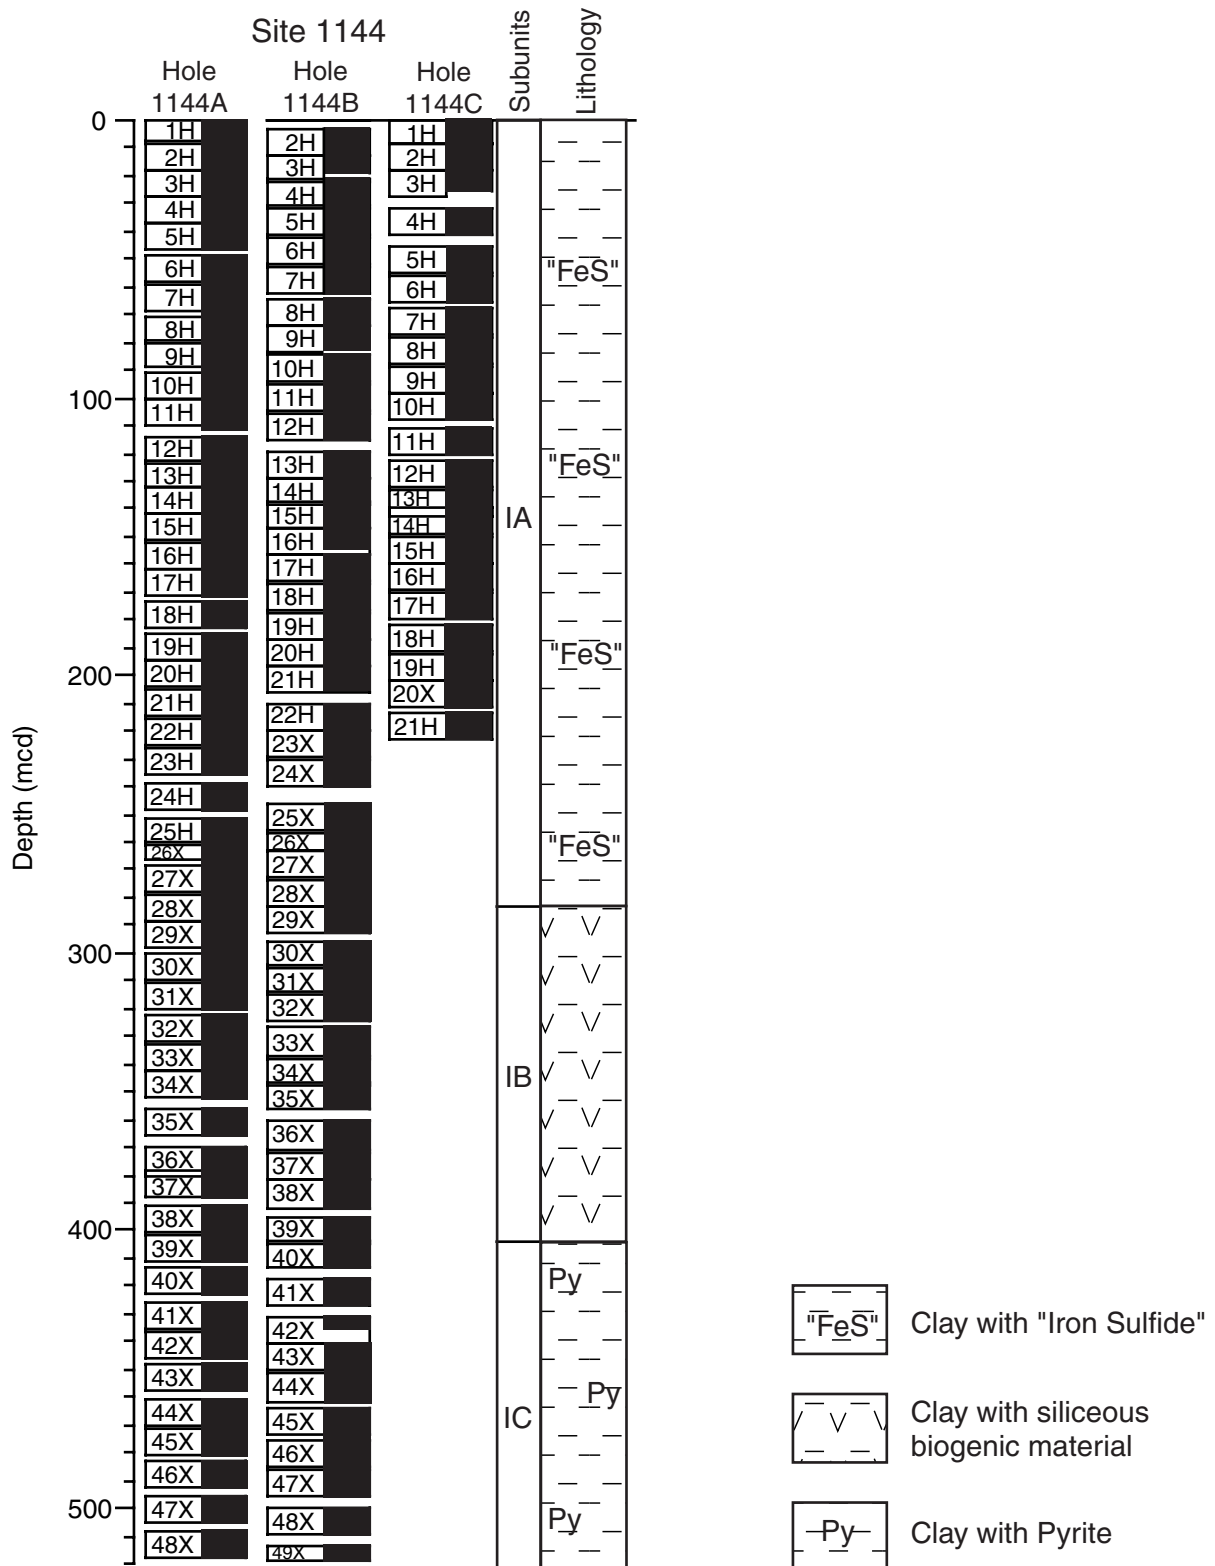 Site 1144
Subunits
Lithology
Hole
1144A
Hole
1144B
Hole
1144C
Depth (mcd)
0
100
200
300
400
500
1H
2H
3H
4H
5H
6H
7H
8H
9H
10H
11H
12H
13H
14H
15H
16H
17H
18H
19H
20H
21H
22H
23H
24H
25H
26X
27X
28X
29X
30X
31X
32X
33X
34X
35X
36X
37X
38X
39X
40X
41X
42X
43X
44X
45X
46X
47X
48X
2H
3H
4H
5H
6H
7H
8H
9H
10H
11H
12H
13H
14H
15H
16H
17H
18H
19H
20H
21H
22H
23X
24X
25X
26X
27X
28X
29X
30X
31X
32X
33X
34X
35X
36X
37X
38X
39X
40X
41X
42X
43X
44X
45X
46X
47X
48X
49X
1H
2H
3H
4H
5H
6H
7H
8H
9H
10H
11H
12H
13H
14H
15H
16H
17H
18H
19H
20X
21H
IA
IB
IC
"FeS"
"FeS"
"FeS"
"FeS"
Py
Py
Py
"FeS"
Clay with "Iron Sulfide"
Clay with siliceous
biogenic material
Py
Clay with Pyrite